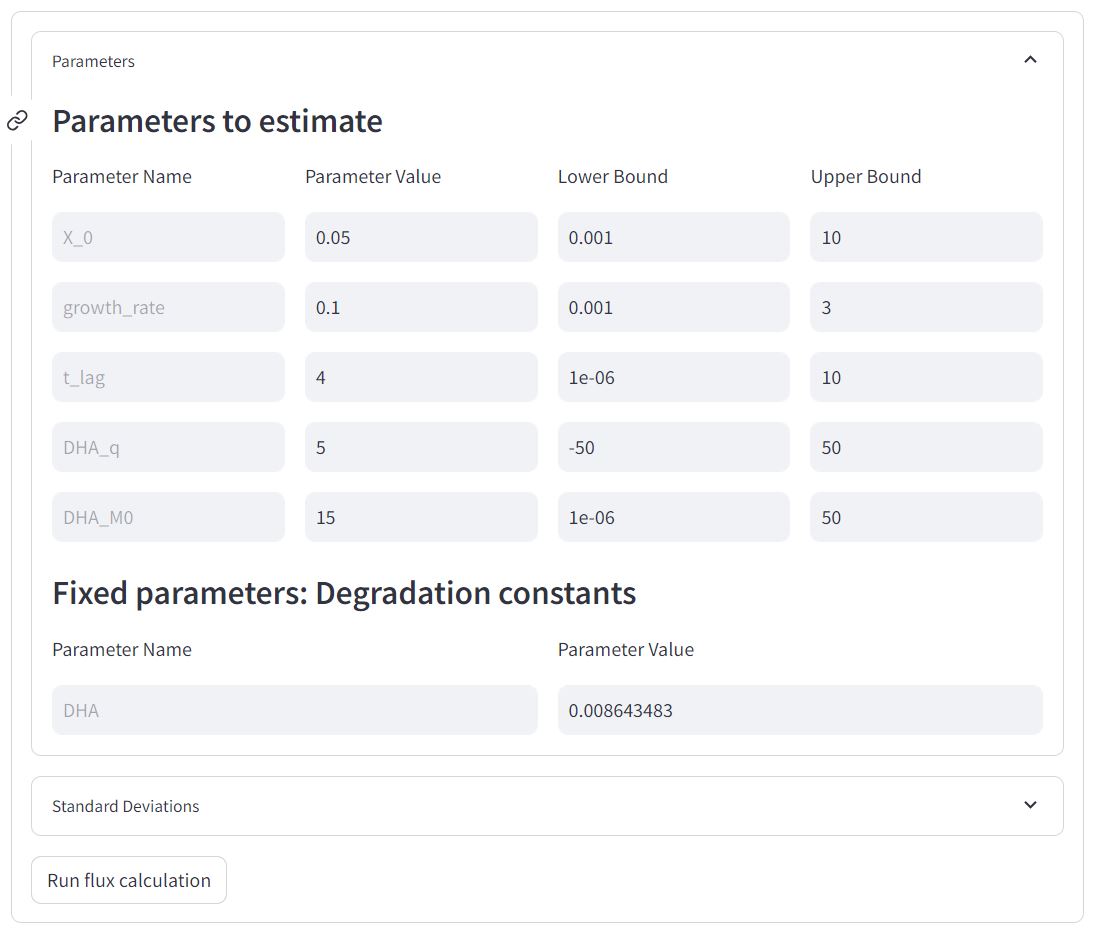 Parameters
Parameters to estimate
Parameter Name Parameter Value Lower Bound Upper Bound
X_0 0.05 0.001 10
growth_rate 0.1 0.001 3
t_lag 4 1e-06 10
DHA_q 5 -50 50
DHA_M0 15 1e-06 50
Fixed parameters: Degradation constants
Parameter Name Parameter Value
DHA 0.008643483
Standard Deviations
Run flux calculation